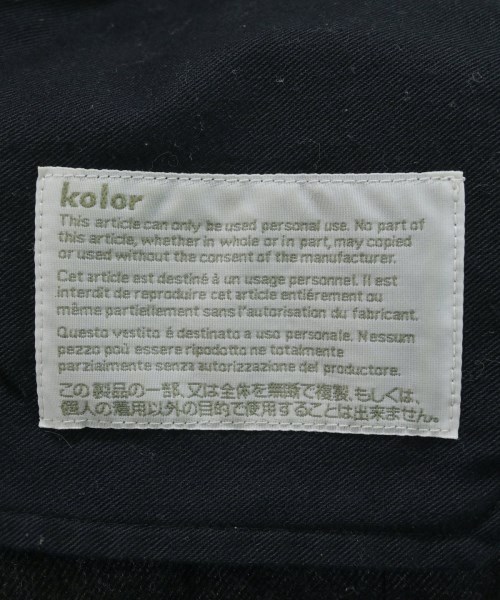 kolor
This article can only be used personal use. No part of
this article, whether in whole or in part, may copied
or used without the consent of the manufacturer.
Cet article est destiné à un usage personnel. Il est
interdit de reproduire cet article entiérement ou
même partiellement sans l'autorisation du fabricant.
Questo vestito é destinato a uso personale. Nessum
pezzo poù essere ripodotto ne totalmente
parzialmente senza autorizzazione del productore.
この製品の一部、又は全体を無断で複製、もしくは、
個人の着用以外の目的で使用することは出来ません。